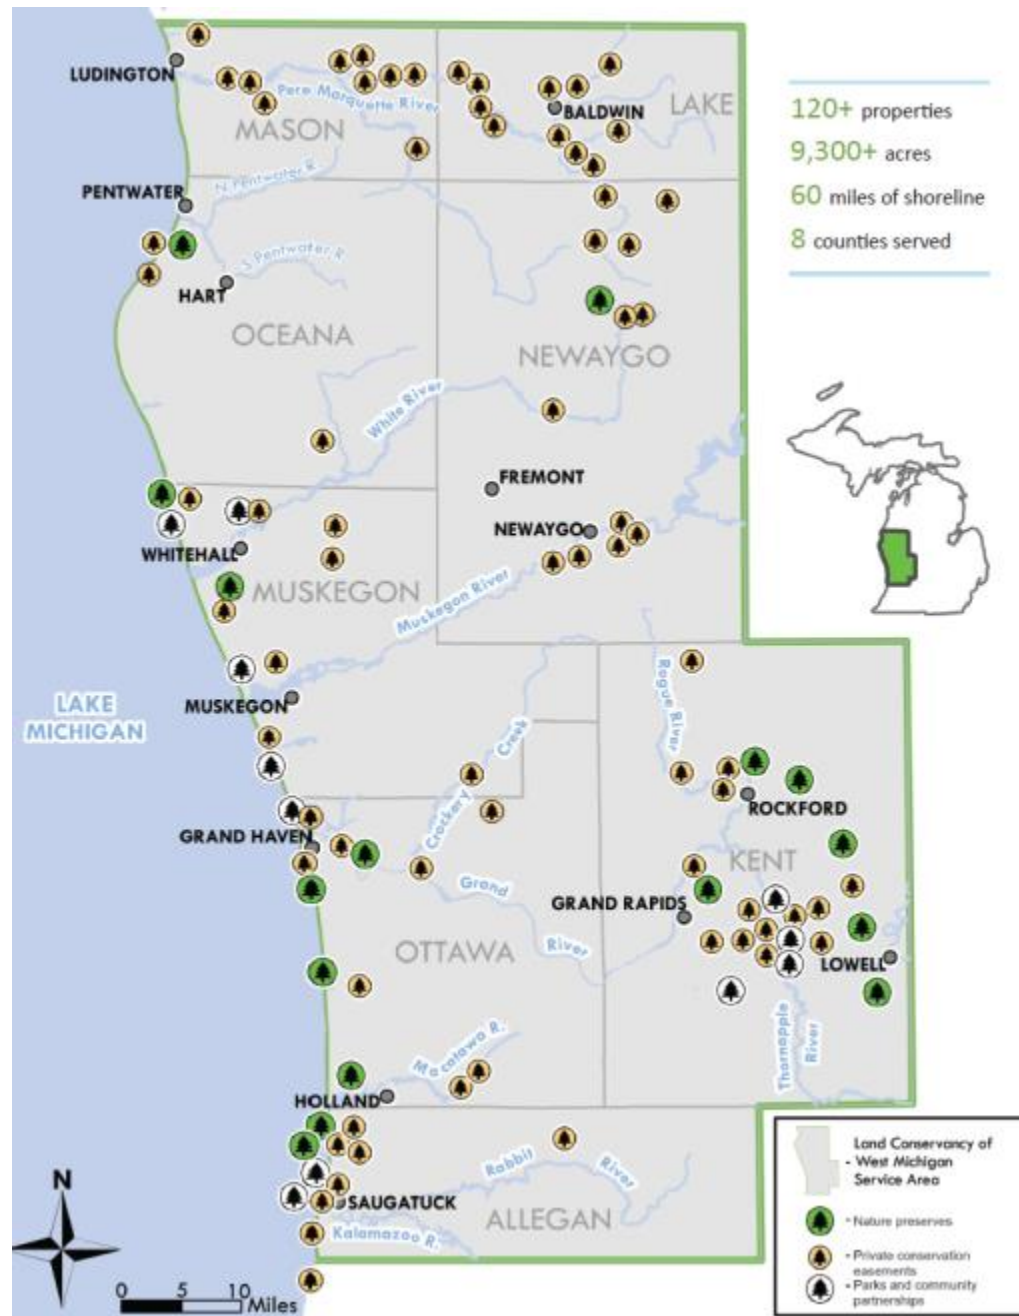 LUDINGTON
Pere Marquette River
MASON
BALDWIN
LAKE
PENTWATER
N Pentwater R.
S Pentwater R
HART
OCEANA
NEWAYGO
White River
FREMONT
NEWAYGO
WHITEHALL
MUSKEGON
Muskegon River
MUSKEGON
LAKE
MICHIGAN
Rogue River
Crockery Creek
ROCKFORD
GRAND HAVEN
KENT
Grand River
GRAND RAPIDS
OTTAWA
LOWELL
Thornapple
River
Macatawa R.
HOLLAND
Rabbit River
SAUGATUCK
ALLEGAN
Kalamazoo R.
N
0 5 10
Miles
120+ properties
9,300+ acres
60 miles of shoreline
8 counties served
Land Conservancy of
- West Michigan
Service Area
- Nature preserves
- Private conservation
easements
- Parks and community
partnerships